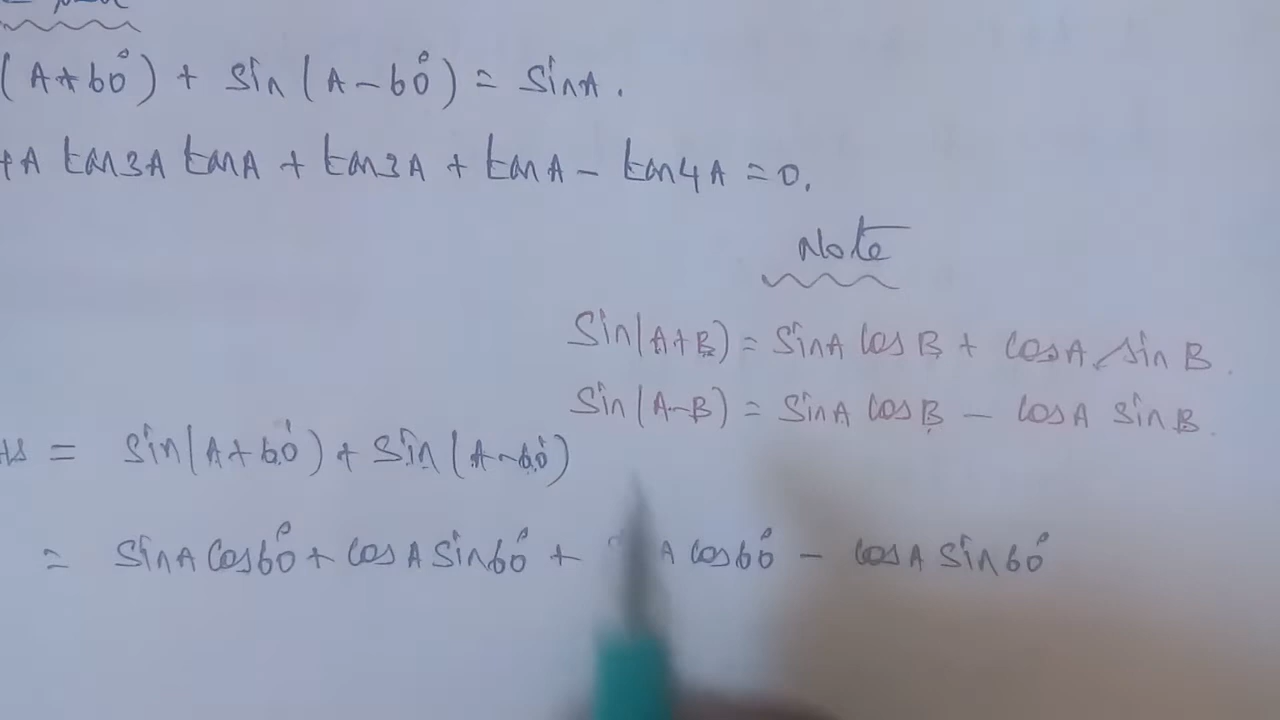 (A+60°) + sin(A-60°) = sinA.
A tan3A tanA + tan3A + tanA - tan4A = 0.
Note
Sin(A+B) = sinA cosB + cosA sinB.
Sin(A-B) = sinA cosB - cosA sinB.
= sin(A+60°) + sin(A-60°)
= sinA cos60° + cosA sin60° + A cos60° - cosA sin60°